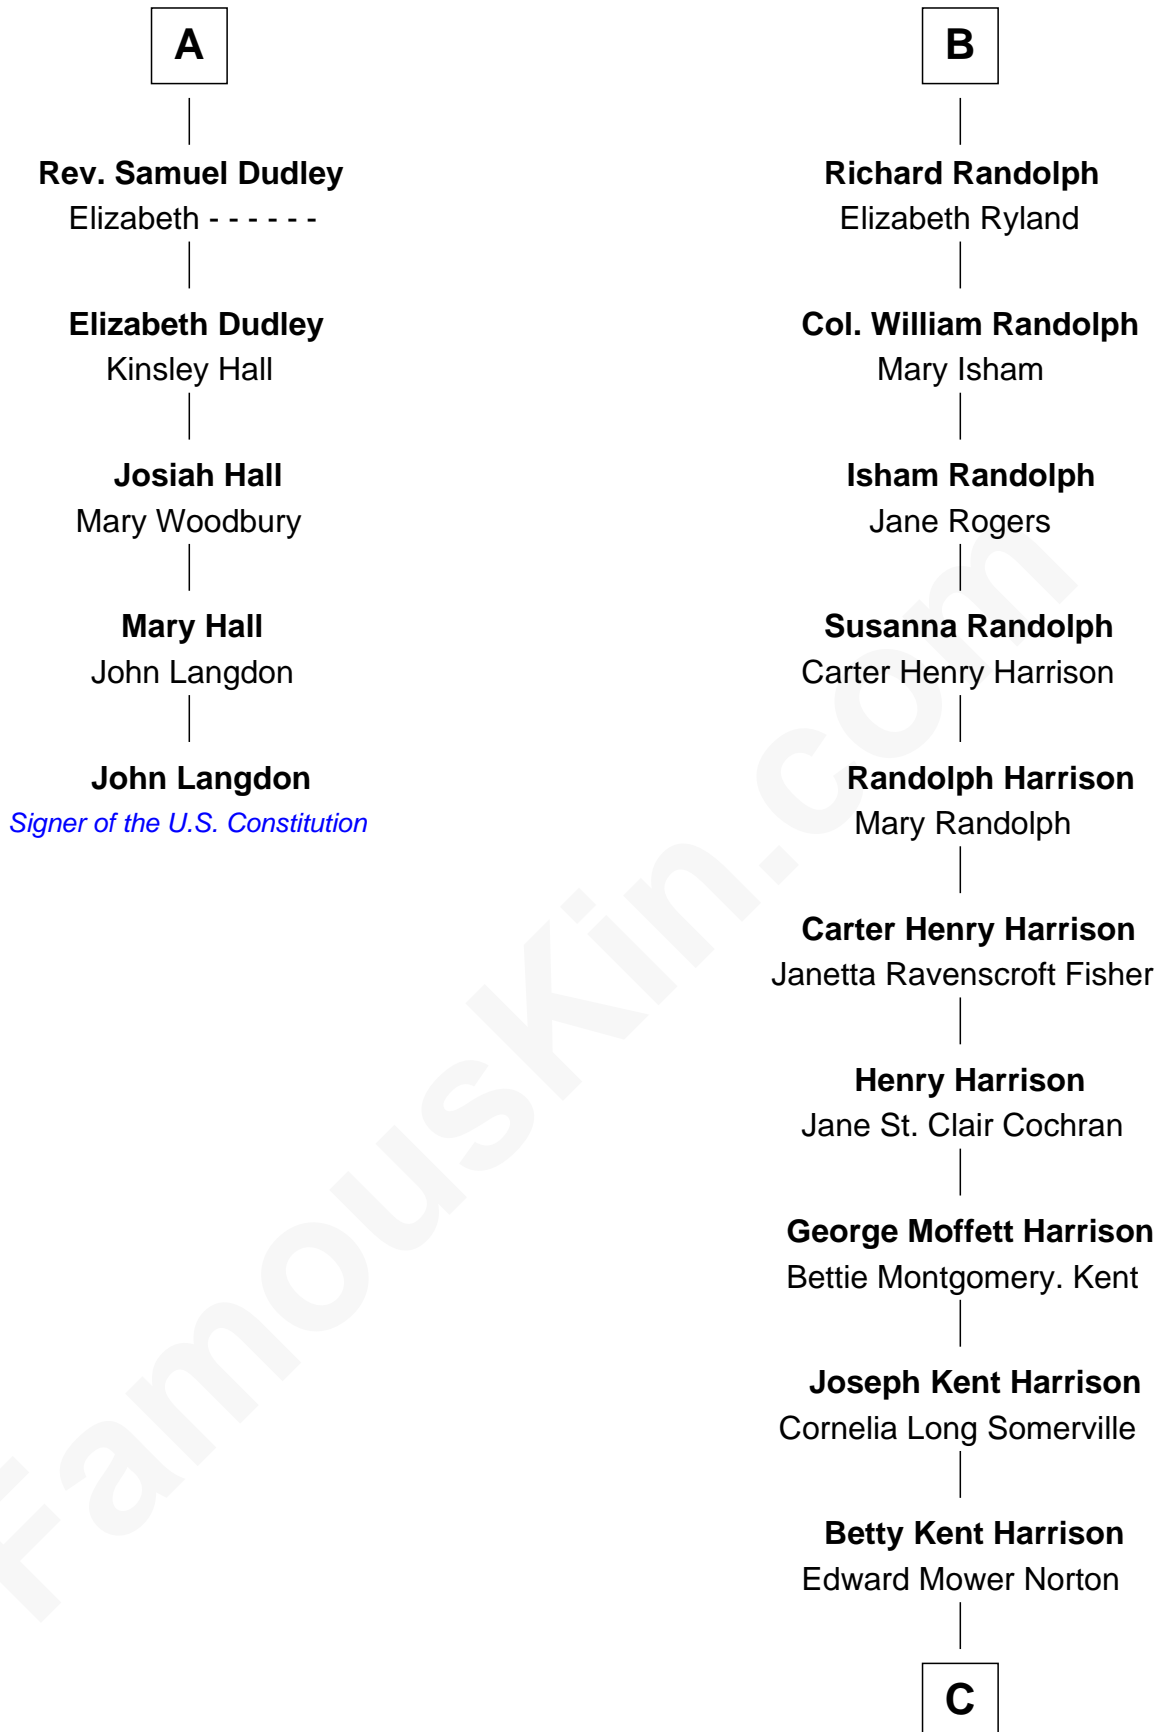 A
Rev. Samuel Dudley
Elizabeth - - - - - -
Elizabeth Dudley
Kinsley Hall
Josiah Hall
Mary Woodbury
Mary Hall
John Langdon
John Langdon
Signer of the U.S. Constitution
B
Richard Randolph
Elizabeth Ryland
Col. William Randolph
Mary Isham
Isham Randolph
Jane Rogers
Susanna Randolph
Carter Henry Harrison
Randolph Harrison
Mary Randolph
Carter Henry Harrison
Janetta Ravenscroft Fisher
Henry Harrison
Jane St. Clair Cochran
George Moffett Harrison
Bettie Montgomery. Kent
Joseph Kent Harrison
Cornelia Long Somerville
Betty Kent Harrison
Edward Mower Norton
C
FamousKin.com